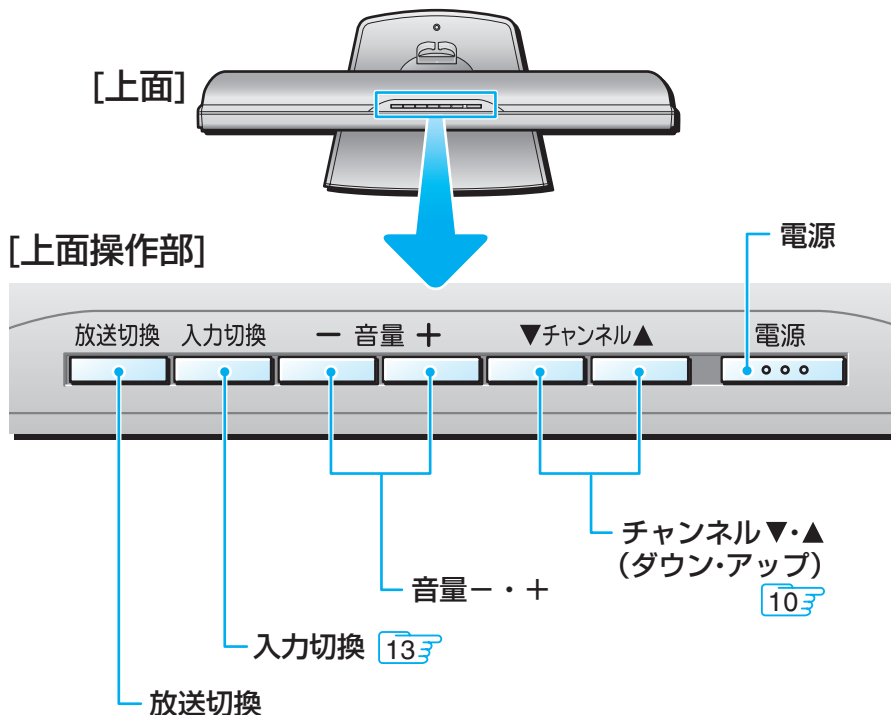 [上面]
[上面操作部]
電源
放送切換 入力切換 − 音量 + ▼チャンネル▲ 電源
チャンネル▼・▲
(ダウン・アップ)
10
音量−・+
入力切換 13
放送切換